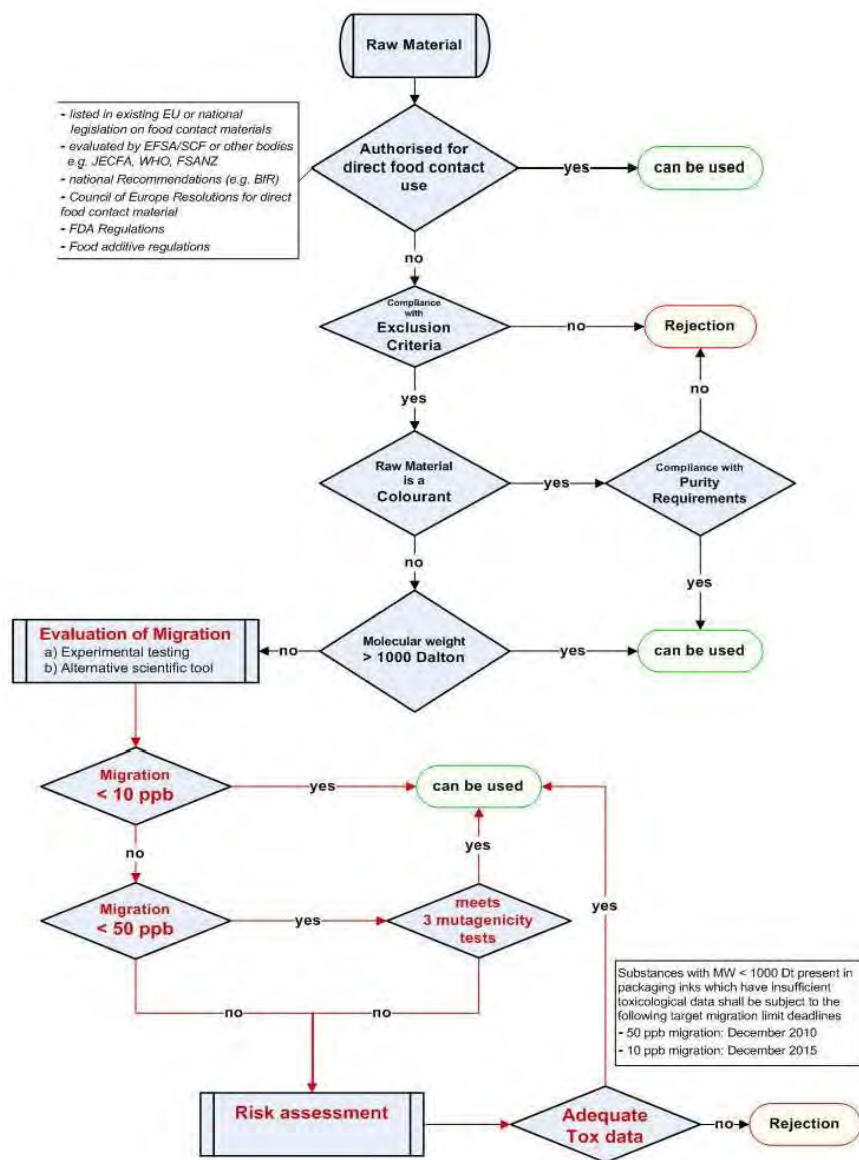 Raw Material
- listed in existing EU or national
legislation on food contact materials
- evaluated by EFSA/SCF or other bodies
e.g. JECFA, WHO, FSANZ
- national Recommendations (e.g. BfR)
- Council of Europe Resolutions for direct
food contact material
- FDA Regulations
- Food additive regulations
Authorised for
direct food contact
use
yes
can be used
no
Compliance
with
Exclusion
Criteria
no
Rejection
yes
no
Raw Material
is a
Colourant
yes
Compliance with
Purity
Requirements
no
yes
Evaluation of Migration
a) Experimental testing
b) Alternative scientific tool
no
Molecular weight
> 1000 Dalton
yes
can be used
Migration
< 10 ppb
yes
can be used
no
yes
Migration
< 50 ppb
yes
meets
3 mutagenicity
tests
yes
no
no
Substances with MW < 1000 Dt present in
packaging inks which have insufficient
toxicological data shall be subject to the
following target migration limit deadlines
- 50 ppb migration: December 2010
- 10 ppb migration: December 2015
Risk assessment
Adequate
Tox data
no
Rejection